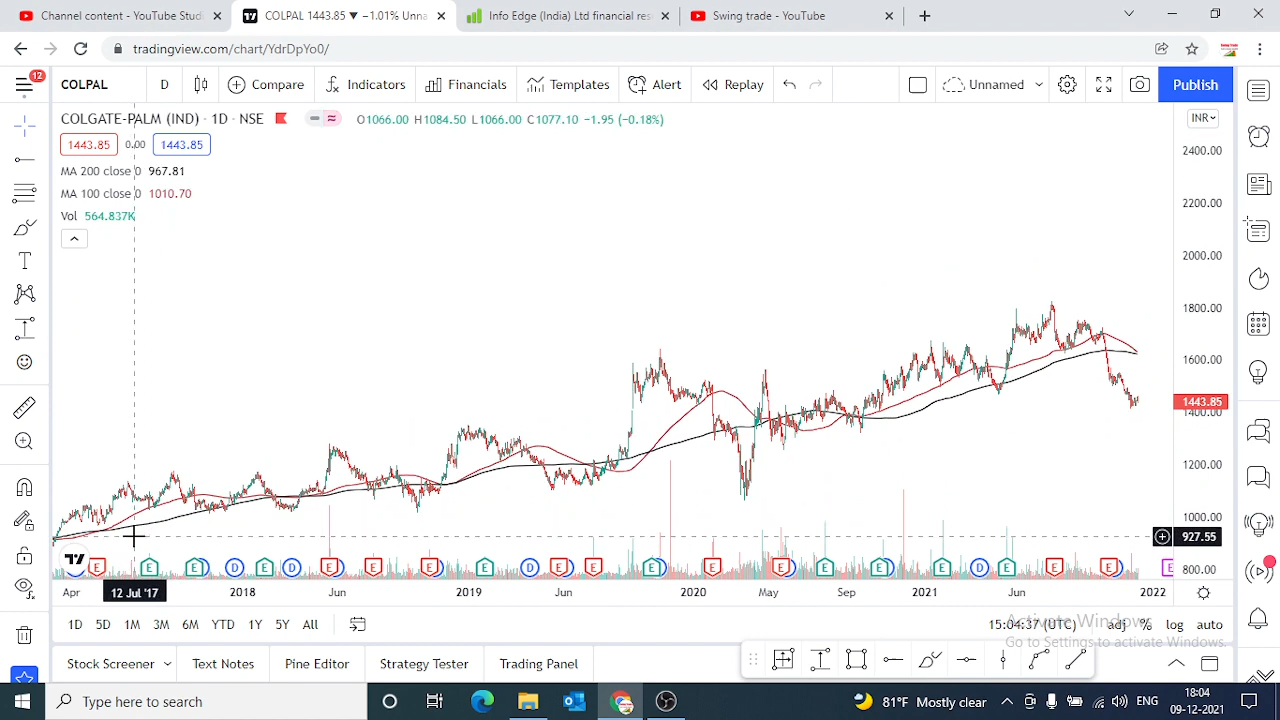 Content - YouTube Studi
COLPAL 1443.85 ▼ −1.01% Unna
Info Edge (India) Ltd financial res
Swing trade - YouTube
tradingview.com/chart/YdrDpYo0/
12
COLPAL
D
Compare
Indicators
Financials
Templates
Alert
Replay
Unnamed
Publish
COLGATE-PALM (IND) · 1D · NSE
O1066.00 H1084.50 L1066.00 C1077.10 −1.95 (−0.18%)
INR
1443.85
0.00
1443.85
MA 200 close 0 967.81
MA 100 close 0 1010.70
Vol 564.837K
2400.00
2200.00
2000.00
1800.00
1600.00
1443.85
1400.00
1200.00
1000.00
927.55
800.00
E E E D E D E E E E D E E E E E E E E D E E E E
Apr
12 Jul '17
2018
Jun
2019
Jun
2020
May
Sep
2021
Jun
2022
1D 5D 1M 3M 6M YTD 1Y 5Y All
15:04:37 (UTC)
adj % log auto
Activate Windows
Go to Settings to activate Windows.
Stock Screener
Text Notes
Pine Editor
Strategy Tester
Trading Panel
Type here to search
81°F Mostly clear
ENG
18:04
09-12-2021